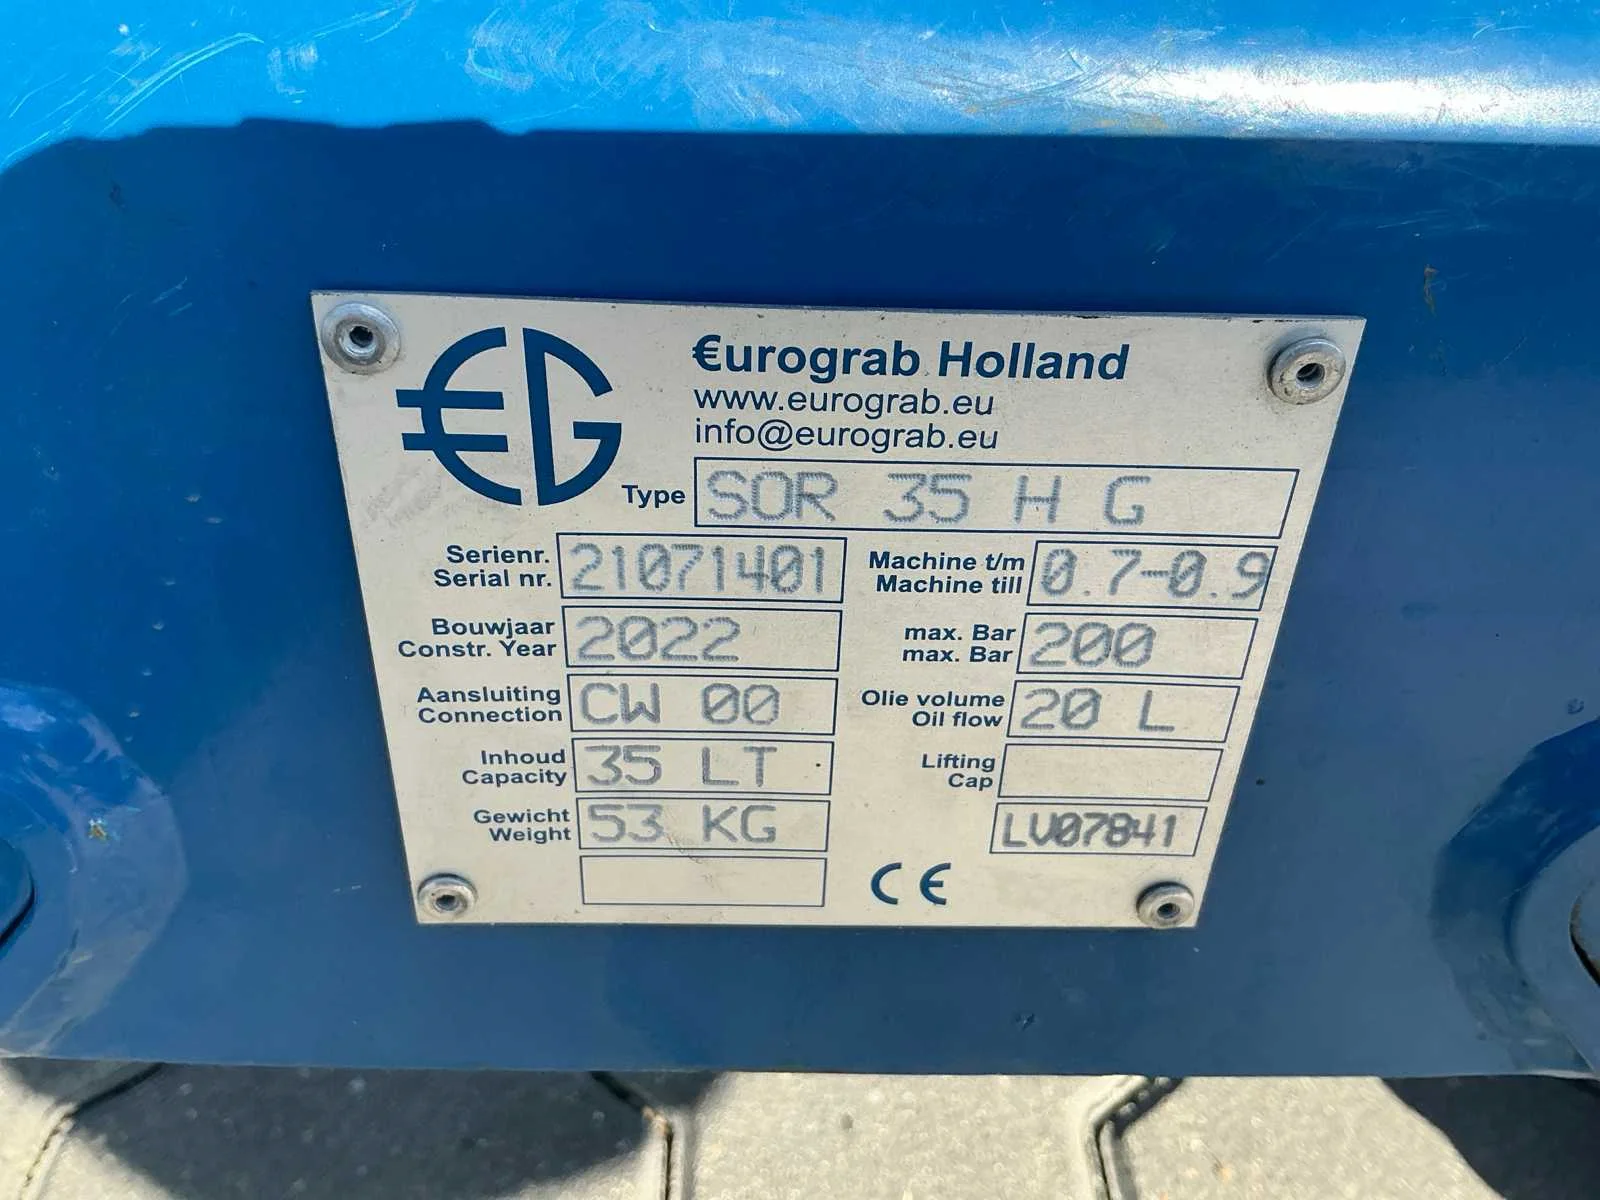 €G
€urograb Holland
www.eurograb.eu
info@eurograb.eu
Type SOR 35 H G
Serienr.
Serial nr. 21071401
Machine t/m
Machine till 0.7-0.9
Bouwjaar
Constr. Year 2022
max. Bar
max. Bar 200
Aansluiting
Connection CW 00
Olie volume
Oil flow 20 L
Inhoud
Capacity 35 LT
Lifting
Cap
Gewicht
Weight 53 KG
LV07841
CE